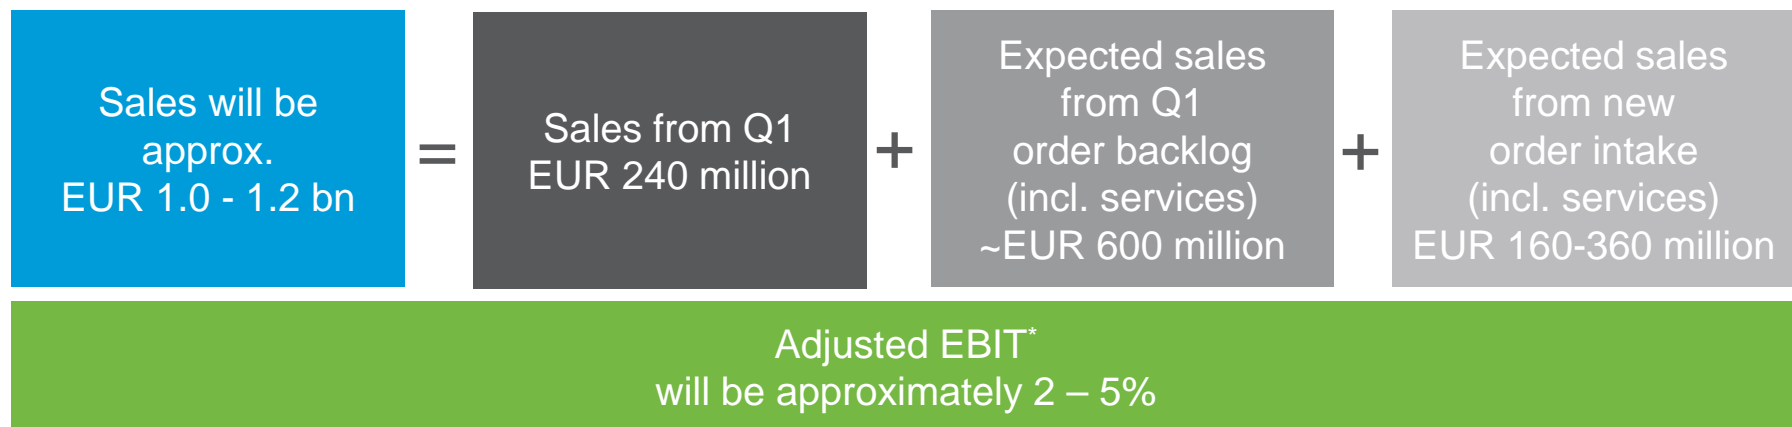 Sales will be
approx.
EUR 1.0 - 1.2 bn
=
Sales from Q1
EUR 240 million
+
Expected sales
from Q1
order backlog
(incl. services)
~EUR 600 million
+
Expected sales
from new
order intake
(incl. services)
EUR 160-360 million
Adjusted EBIT*
will be approximately 2 – 5%